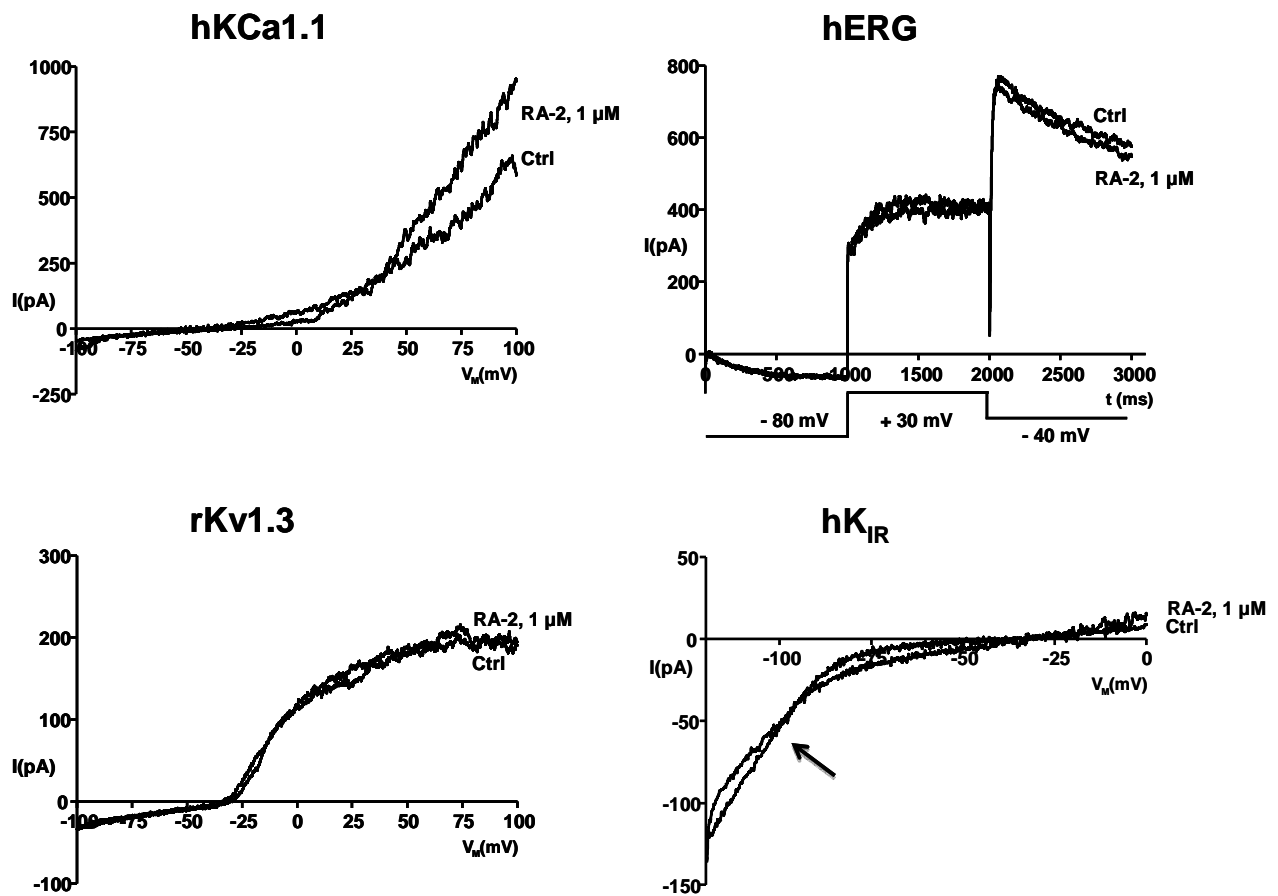 hKCa1.1
1000
750
500
250
0
-250
I(pA)
-100 -75 -50 -25 0 25 50 75 100
VM(mV)
RA-2, 1 µM
Ctrl
hERG
800
600
400
200
0
I(pA)
0 500 1000 1500 2000 2500 3000
t (ms)
Ctrl
RA-2, 1 µM
- 80 mV
+ 30 mV
- 40 mV
rKv1.3
300
200
100
0
-100
I(pA)
-100 -75 -50 -25 0 25 50 75 100
VM(mV)
RA-2, 1 µM
Ctrl
hKIR
50
0
-50
-100
-150
I(pA)
-100 -75 -50 -25 0
VM(mV)
RA-2, 1 µM
Ctrl